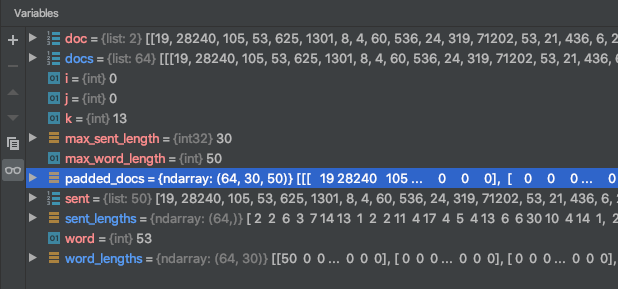 Variables
doc = {list: 2} [[19, 28240, 105, 53, 625, 1301, 8, 4, 60, 536, 24, 319, 71202, 53, 21, 436, 6, 2
docs = {list: 64} [[[19, 28240, 105, 53, 625, 1301, 8, 4, 60, 536, 24, 319, 71202, 53, 21, 436, 6,
i = {int} 0
j = {int} 0
k = {int} 13
max_sent_length = {int32} 30
max_word_length = {int} 50
padded_docs = {ndarray: (64, 30, 50)} [[[ 19 28240 105 ... 0 0 0], [ 0 0 0 ... 0
sent = {list: 50} [19, 28240, 105, 53, 625, 1301, 8, 4, 60, 536, 24, 319, 71202, 53, 21, 436, 6, 2
sent_lengths = {ndarray: (64,)} [ 2 2 6 3 7 14 13 1 2 2 11 4 17 4 5 4 13 6 6 30 10 4 14 1, 2
word = {int} 53
word_lengths = {ndarray: (64, 30)} [[50 0 0 ... 0 0 0], [0 0 0 ... 0 0 0], [0 0 0 ... 0 0 0],